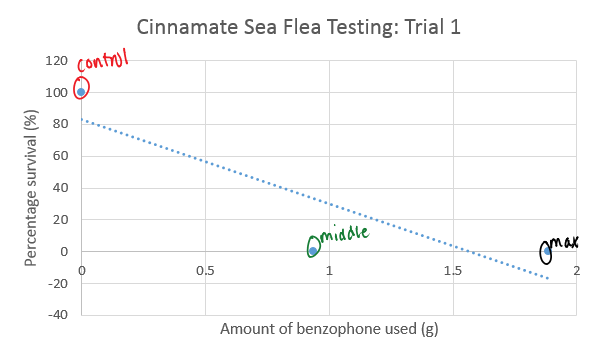 Cinnamate Sea Flea Testing: Trial 1
120
control
100
80
60
40
20
middle
max
0
0
0.5
1
1.5
2
-20
-40
Percentage survival (%)
Amount of benzophone used (g)